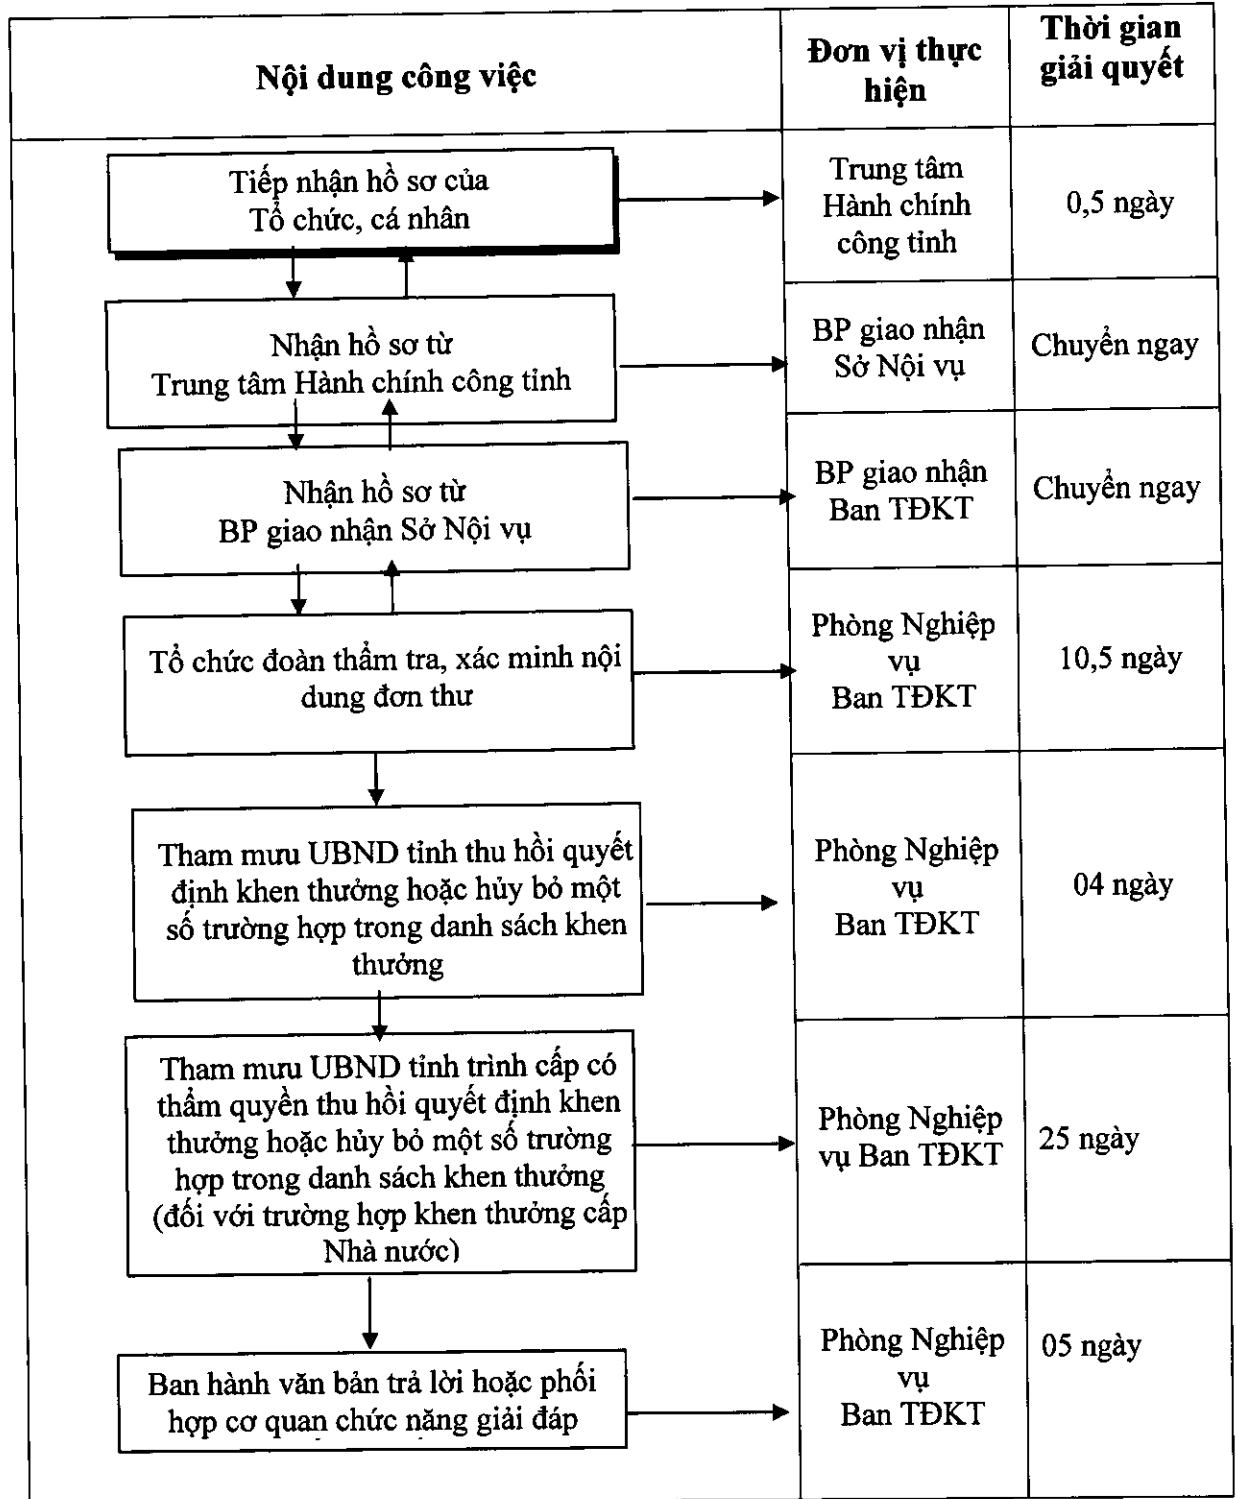 Nội dung công việc
Đơn vị thực
hiện
Thời gian
giải quyết
Tiếp nhận hồ sơ của
Tổ chức, cá nhân
Trung tâm
Hành chính
công tỉnh
0,5 ngày
Nhận hồ sơ từ
Trung tâm Hành chính công tỉnh
BP giao nhận
Sở Nội vụ
Chuyển ngay
Nhận hồ sơ từ
BP giao nhận Sở Nội vụ
BP giao nhận
Ban TĐKT
Chuyển ngay
Tổ chức đoàn thẩm tra, xác minh nội
dung đơn thư
Phòng Nghiệp
vụ
Ban TĐKT
10,5 ngày
Tham mưu UBND tỉnh thu hồi quyết
định khen thưởng hoặc hủy bỏ một
số trường hợp trong danh sách khen
thưởng
Phòng Nghiệp
vụ
Ban TĐKT
04 ngày
Tham mưu UBND tỉnh trình cấp có
thẩm quyền thu hồi quyết định khen
thưởng hoặc hủy bỏ một số trường
hợp trong danh sách khen thưởng
(đối với trường hợp khen thưởng cấp
Nhà nước)
Phòng Nghiệp
vụ Ban TĐKT
25 ngày
Ban hành văn bản trả lời hoặc phối
hợp cơ quan chức năng giải đáp
Phòng Nghiệp
vụ
Ban TĐKT
05 ngày